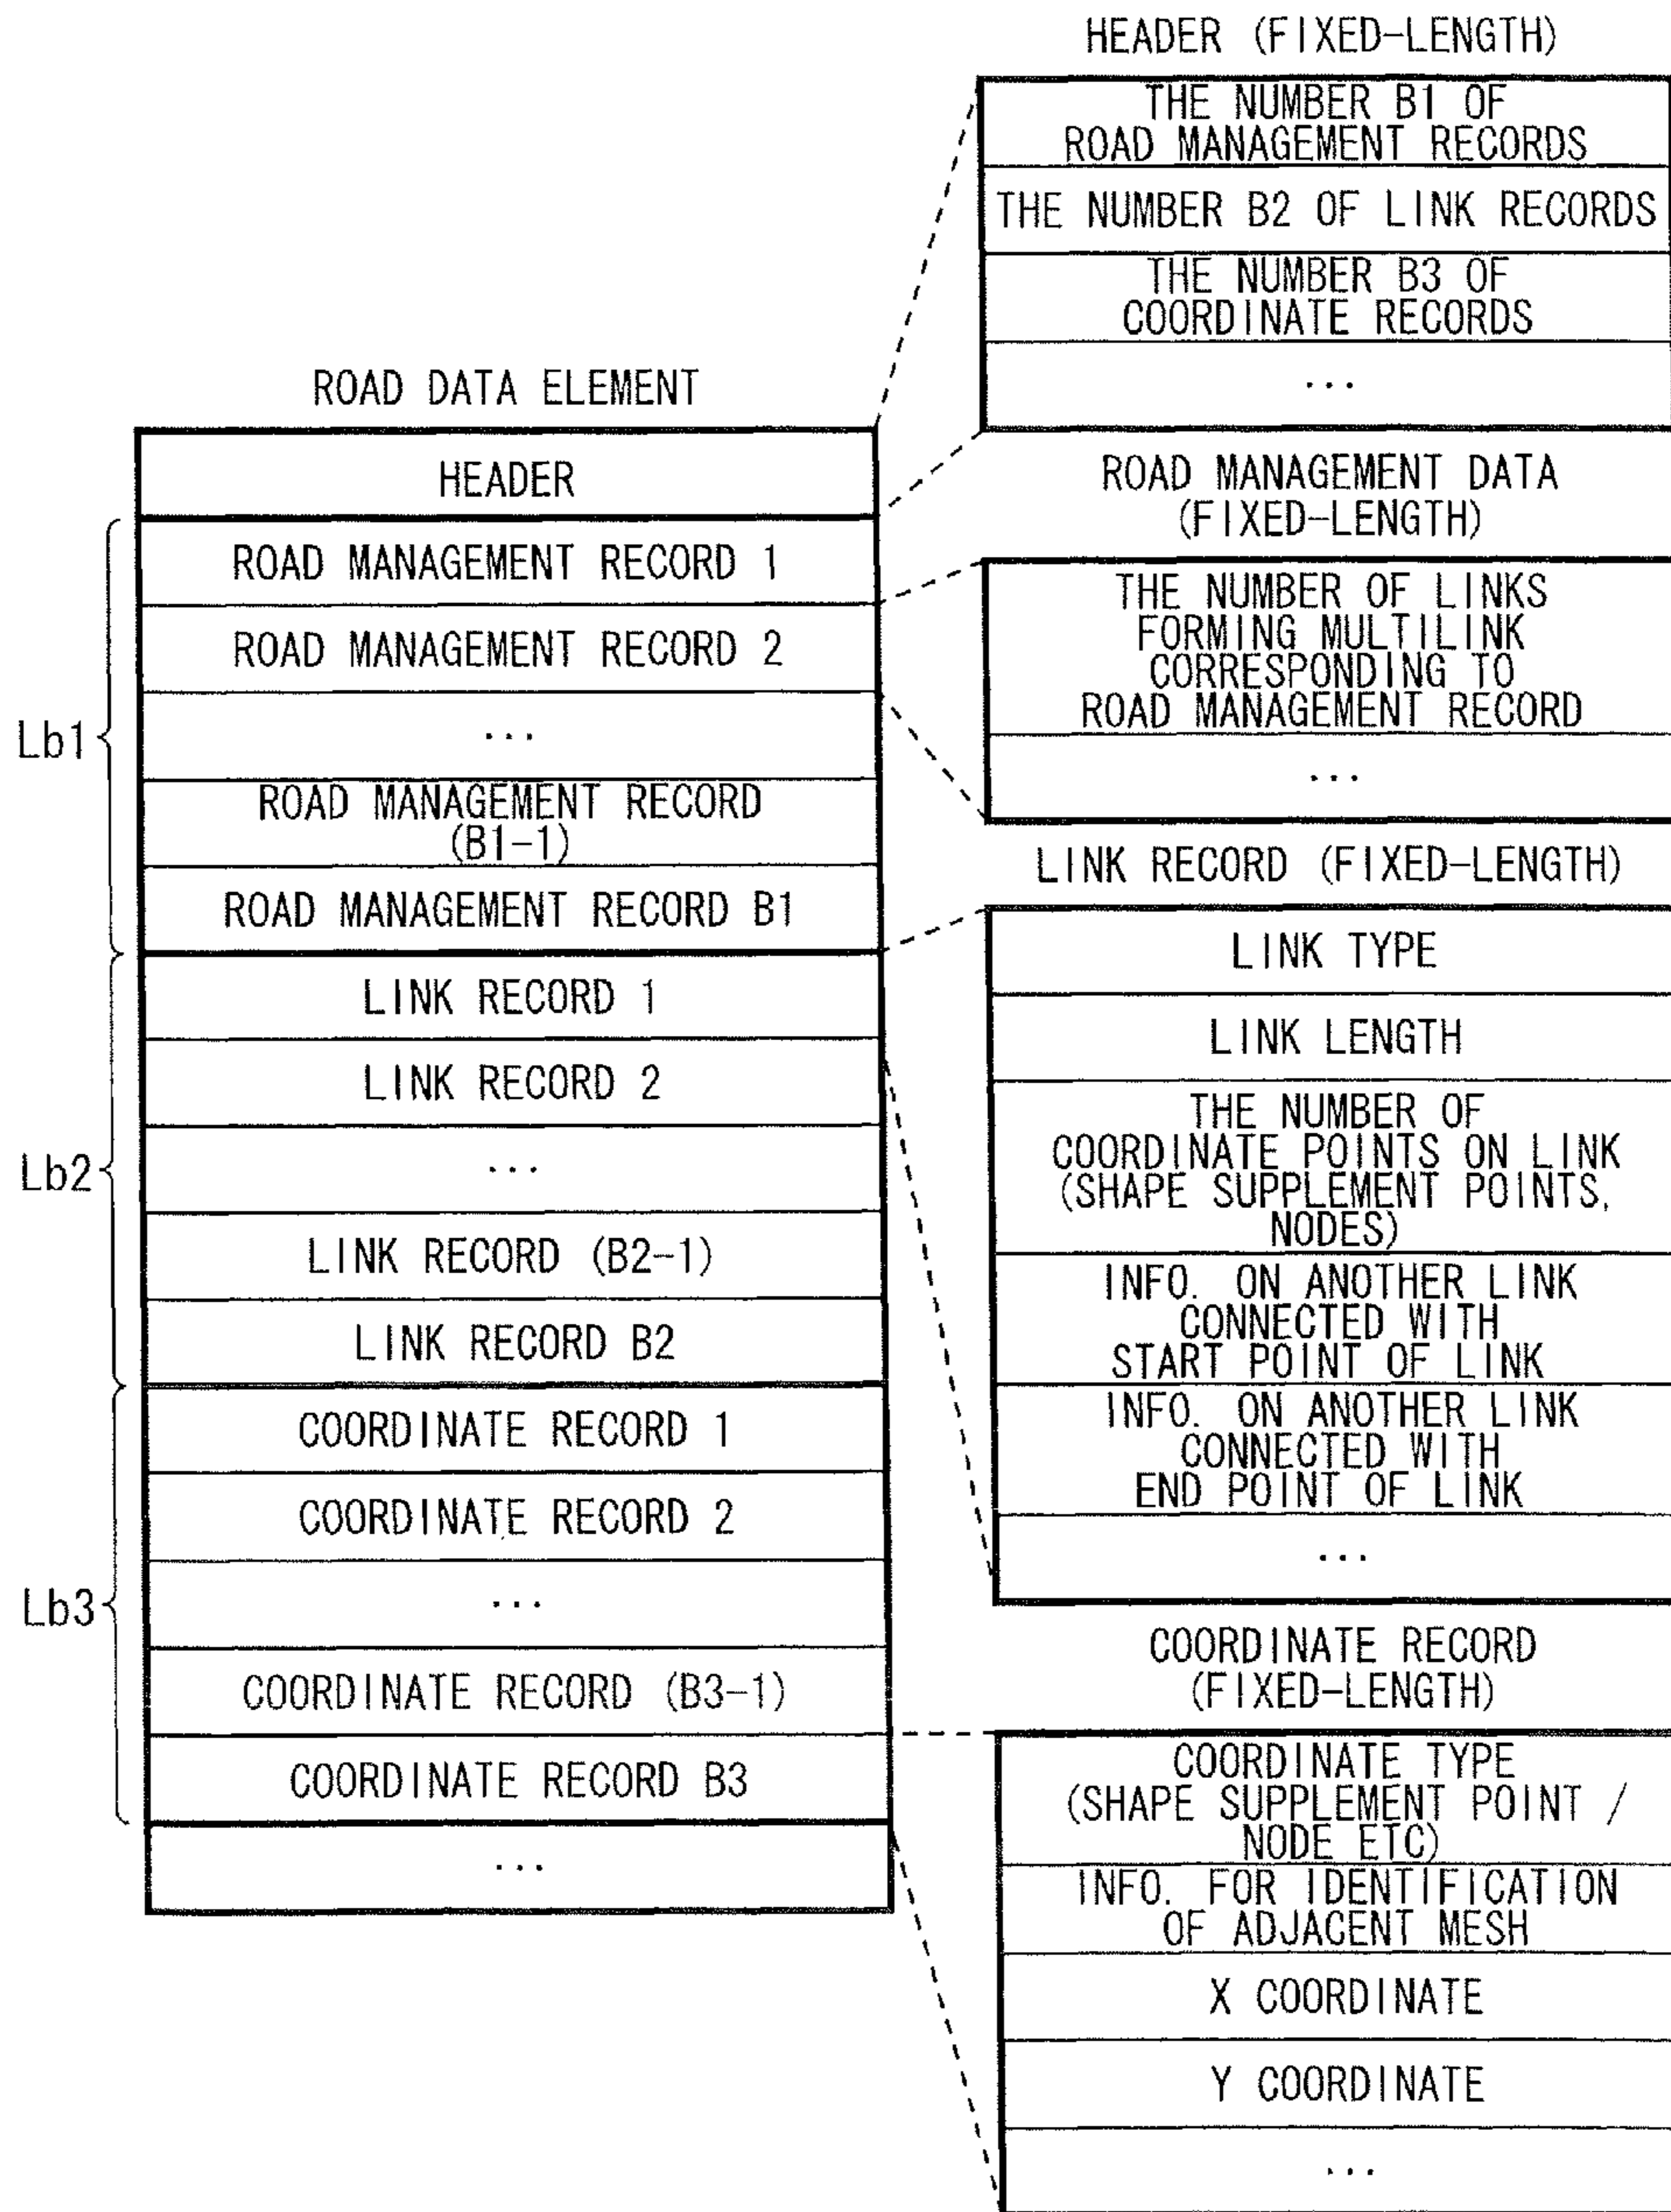 HEADER (FIXED-LENGTH)
THE NUMBER B1 OF
ROAD MANAGEMENT RECORDS
THE NUMBER B2 OF LINK RECORDS
THE NUMBER B3 OF
COORDINATE RECORDS
...
ROAD DATA ELEMENT
HEADER
ROAD MANAGEMENT RECORD 1
ROAD MANAGEMENT RECORD 2
...
ROAD MANAGEMENT RECORD
(B1-1)
ROAD MANAGEMENT RECORD B1
Lb1
LINK RECORD 1
LINK RECORD 2
...
LINK RECORD (B2-1)
LINK RECORD B2
Lb2
COORDINATE RECORD 1
COORDINATE RECORD 2
...
COORDINATE RECORD (B3-1)
COORDINATE RECORD B3
Lb3
...
ROAD MANAGEMENT DATA
(FIXED-LENGTH)
THE NUMBER OF LINKS
FORMING MULTILINK
CORRESPONDING TO
ROAD MANAGEMENT RECORD
...
LINK RECORD (FIXED-LENGTH)
LINK TYPE
LINK LENGTH
THE NUMBER OF
COORDINATE POINTS ON LINK
(SHAPE SUPPLEMENT POINTS,
NODES)
INFO. ON ANOTHER LINK
CONNECTED WITH
START POINT OF LINK
INFO. ON ANOTHER LINK
CONNECTED WITH
END POINT OF LINK
...
COORDINATE RECORD
(FIXED-LENGTH)
COORDINATE TYPE
(SHAPE SUPPLEMENT POINT /
NODE ETC)
INFO. FOR IDENTIFICATION
OF ADJACENT MESH
X COORDINATE
Y COORDINATE
...